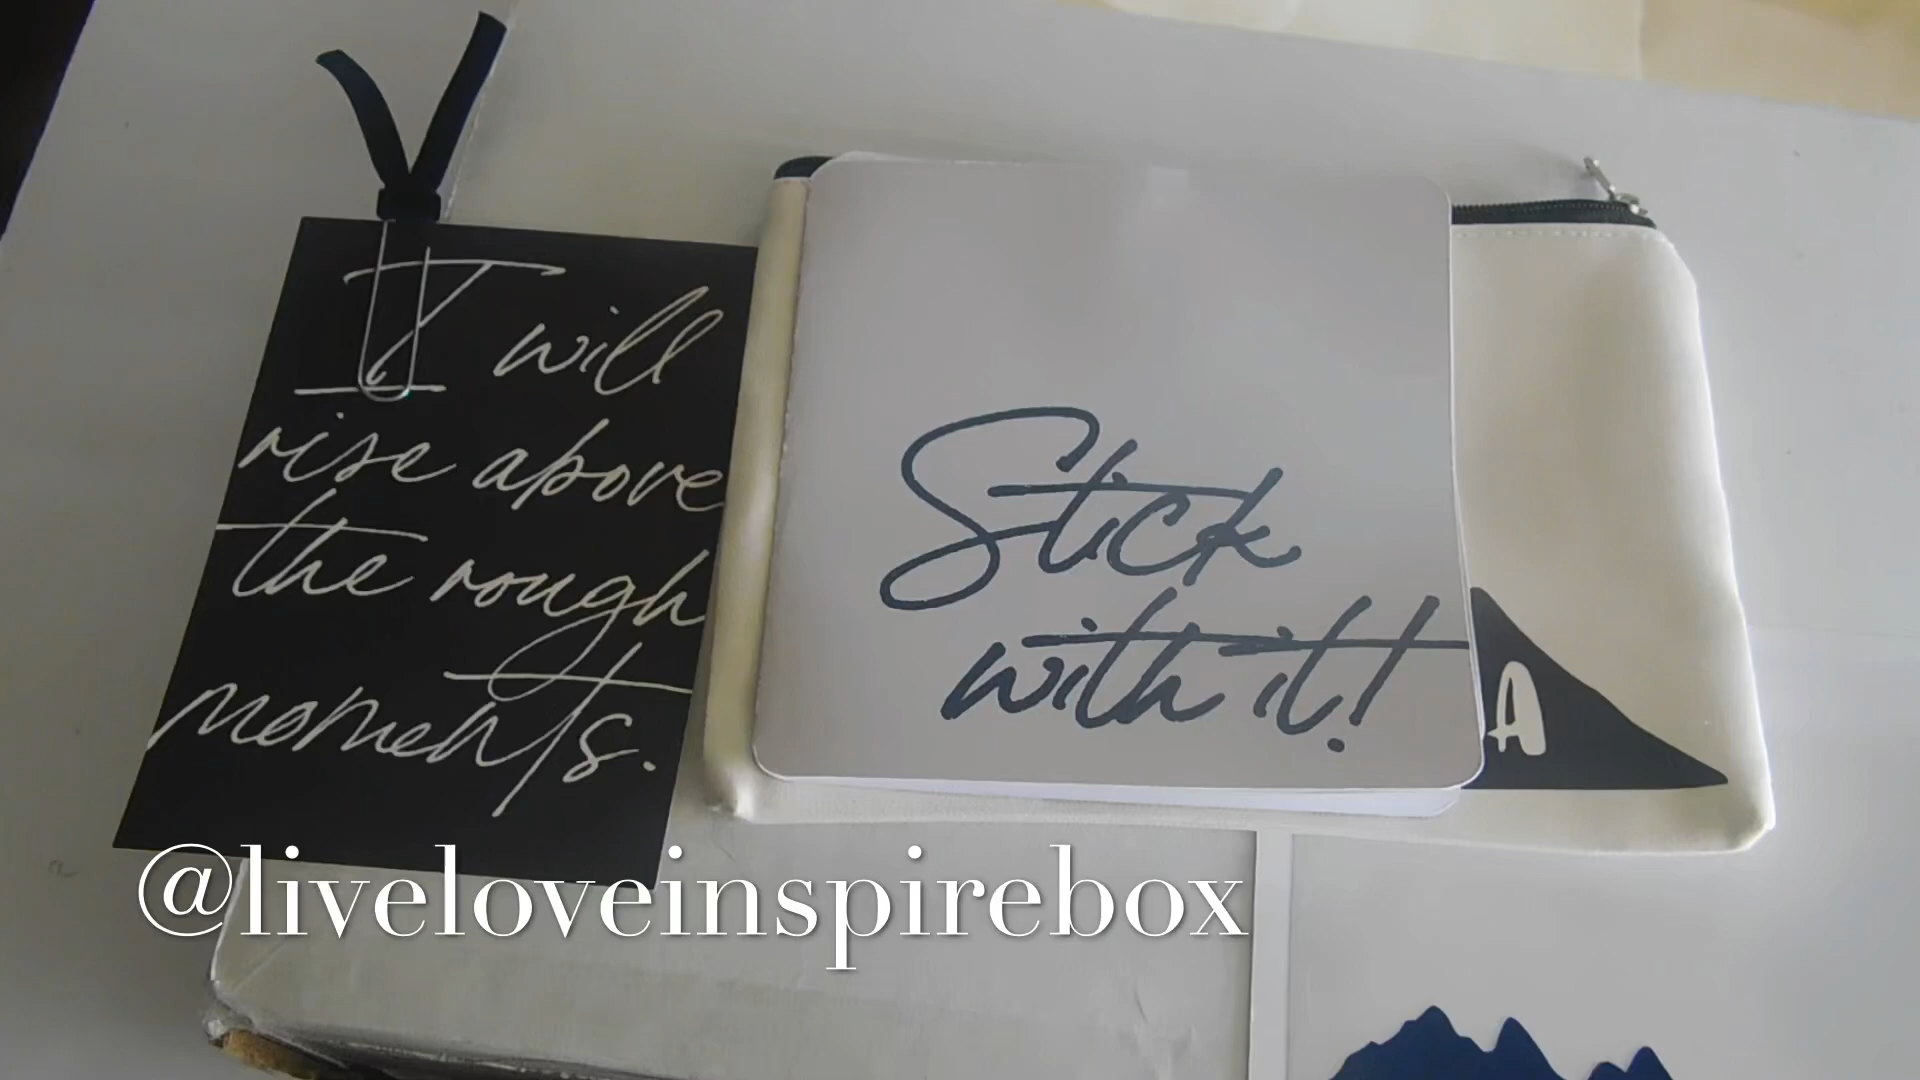 I will
rise above
the rough
moments.
Stick
with it!
A
@liveloveinspirebox